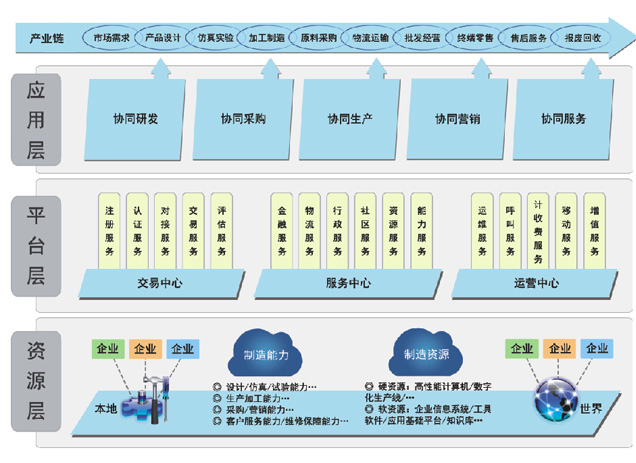 产业链
市场需求
产品设计
仿真实验
加工制造
原料采购
物流运输
批发经营
终端零售
售后服务
报废回收
应用层
协同研发
协同采购
协同生产
协同营销
协同服务
平台层
注册服务
认证服务
对接服务
交易服务
评估服务
交易中心
金融服务
物流服务
行政服务
社区服务
资源服务
能力服务
服务中心
运维服务
呼叫服务
计收费服务
移动服务
增值服务
运营中心
资源层
企业
企业
企业
本地
制造能力
◎ 设计/仿真/试验能力…
◎ 生产加工能力…
◎ 采购/营销能力…
◎ 客户服务能力/维修保障能力…
制造资源
◎ 硬资源：高性能计算机/数字
化生产线/…
◎ 软资源：企业信息系统/工具
软件/应用基础平台/知识库…
企业
企业
企业
世界